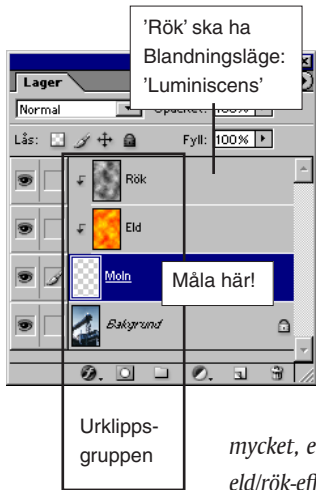 'Rök' ska ha
Blandningsläge:
'Luminiscens'
Lager
Normal
100%
Lås:
Fyll: 100%
Rök
Eld
Moln
Måla här!
Bakgrund
Urklipps-
gruppen
mycket, e
eld/rök-eff